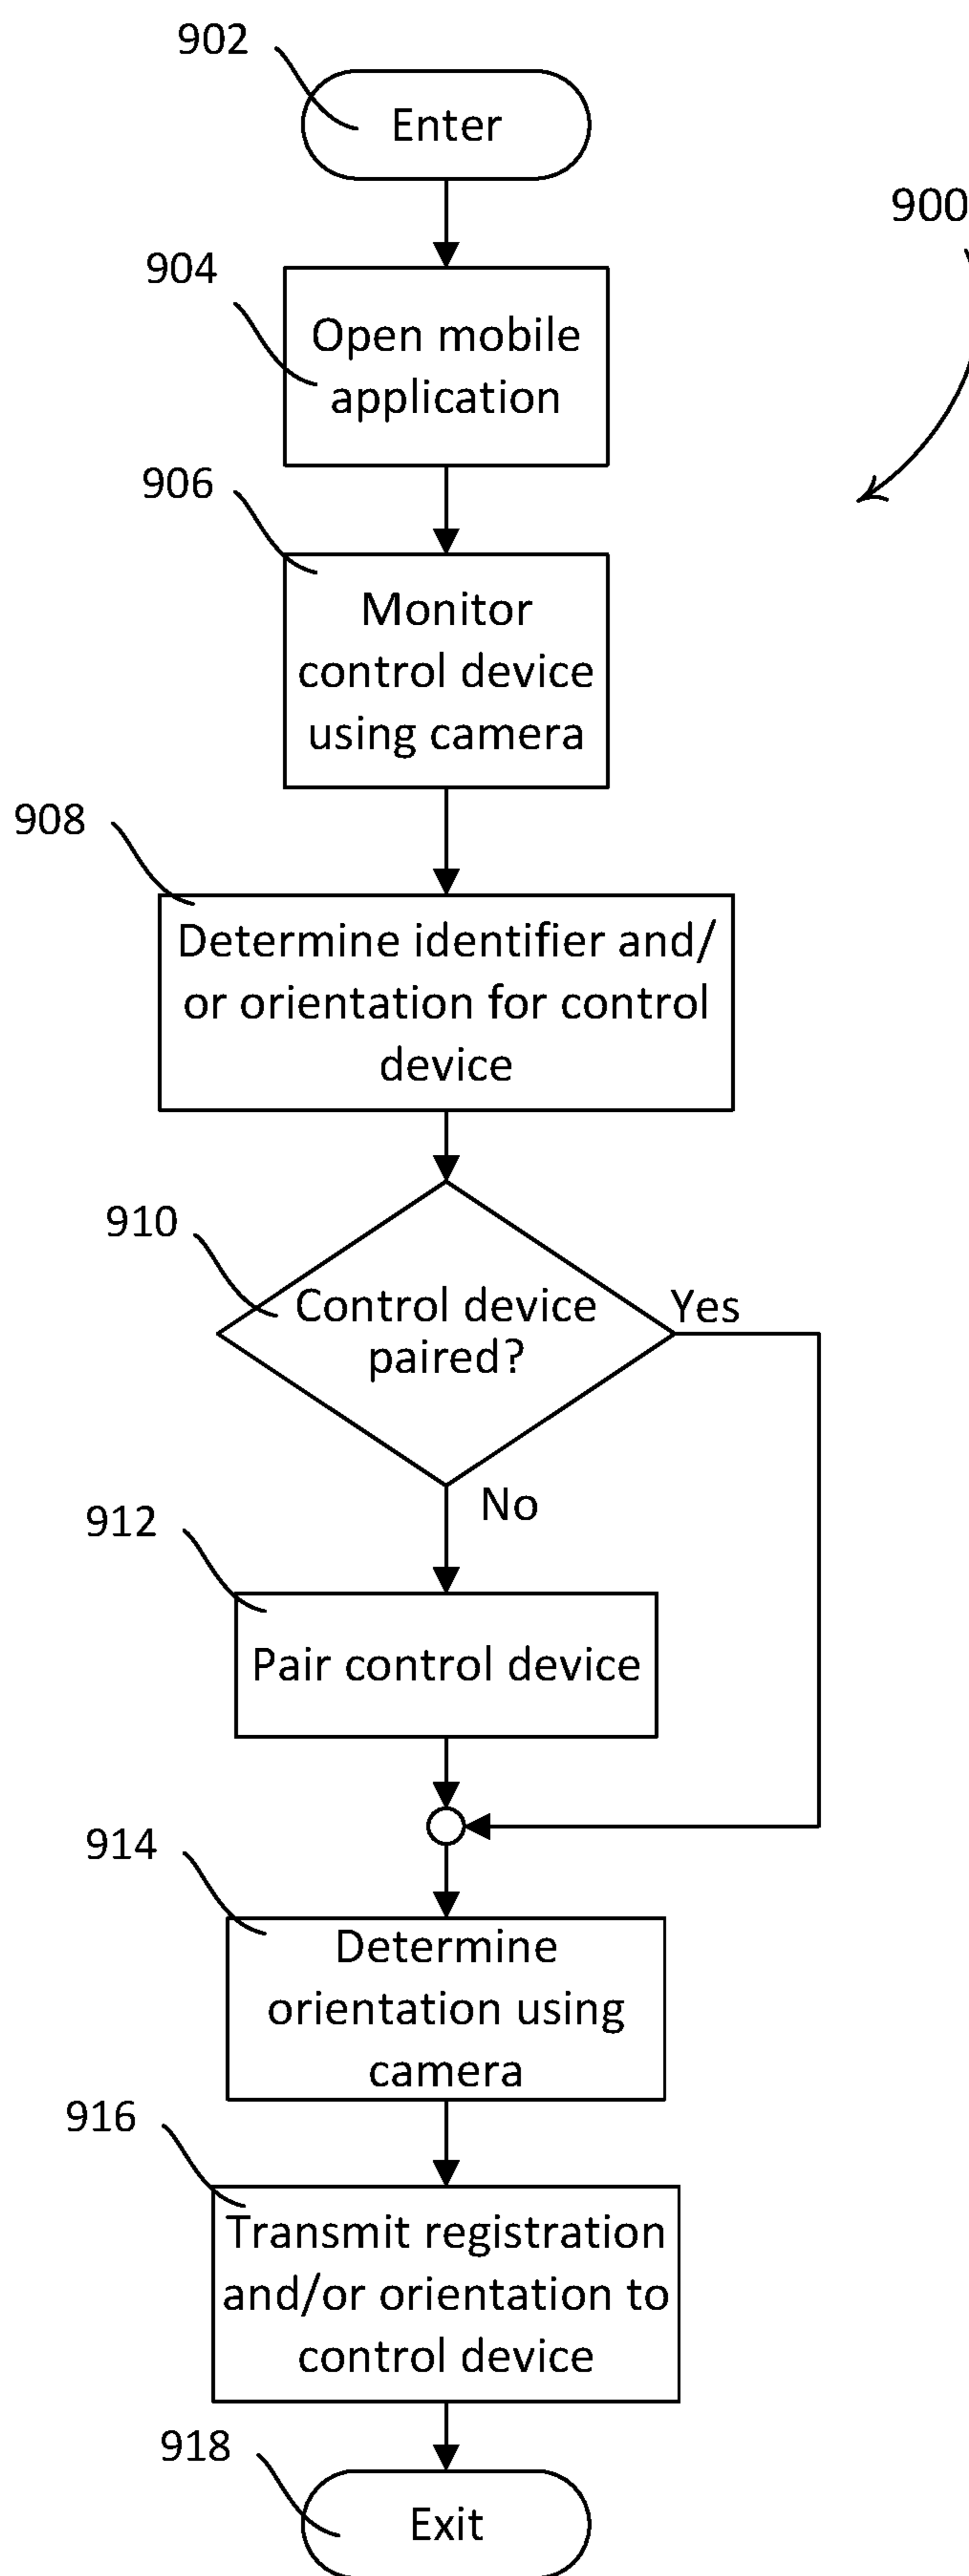 902
Enter
900
904
Open mobile
application
906
Monitor
control device
using camera
908
Determine identifier and/
or orientation for control
device
910
Control device
paired?
Yes
No
912
Pair control device
914
Determine
orientation using
camera
916
Transmit registration
and/or orientation to
control device
918
Exit